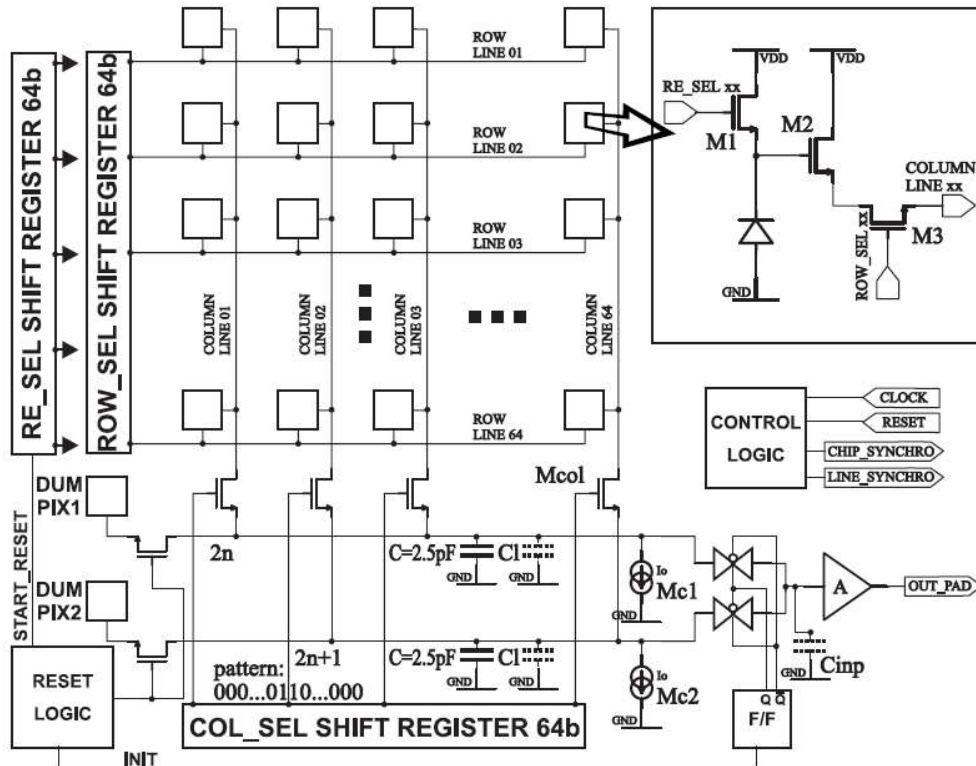 RE_SEL SHIFT REGISTER 64b
ROW_SEL SHIFT REGISTER 64b
ROW
LINE 01
ROW
LINE 02
ROW
LINE 03
COLUMN
LINE 01
COLUMN
LINE 02
COLUMN
LINE 03
COLUMN
LINE 64
ROW
LINE 64
VDD
VDD
RE_SEL xx
M1
M2
COLUMN
LINE xx
M3
ROW_SEL xx
GND
CONTROL
LOGIC
CLOCK
RESET
CHIP_SYNCHRO
LINE_SYNCHRO
DUM
PIX1
Mcol
2n
C=2.5pF
C1
GND
GND
Io
Mc1
GND
START_RESET
DUM
PIX2
2n+1
C=2.5pF
C1
GND
GND
Io
Mc2
GND
A
OUT_PAD
Cinp
GND
pattern:
000...0110...000
RESET
LOGIC
COL_SEL SHIFT REGISTER 64b
Q
Q
F/F
INIT